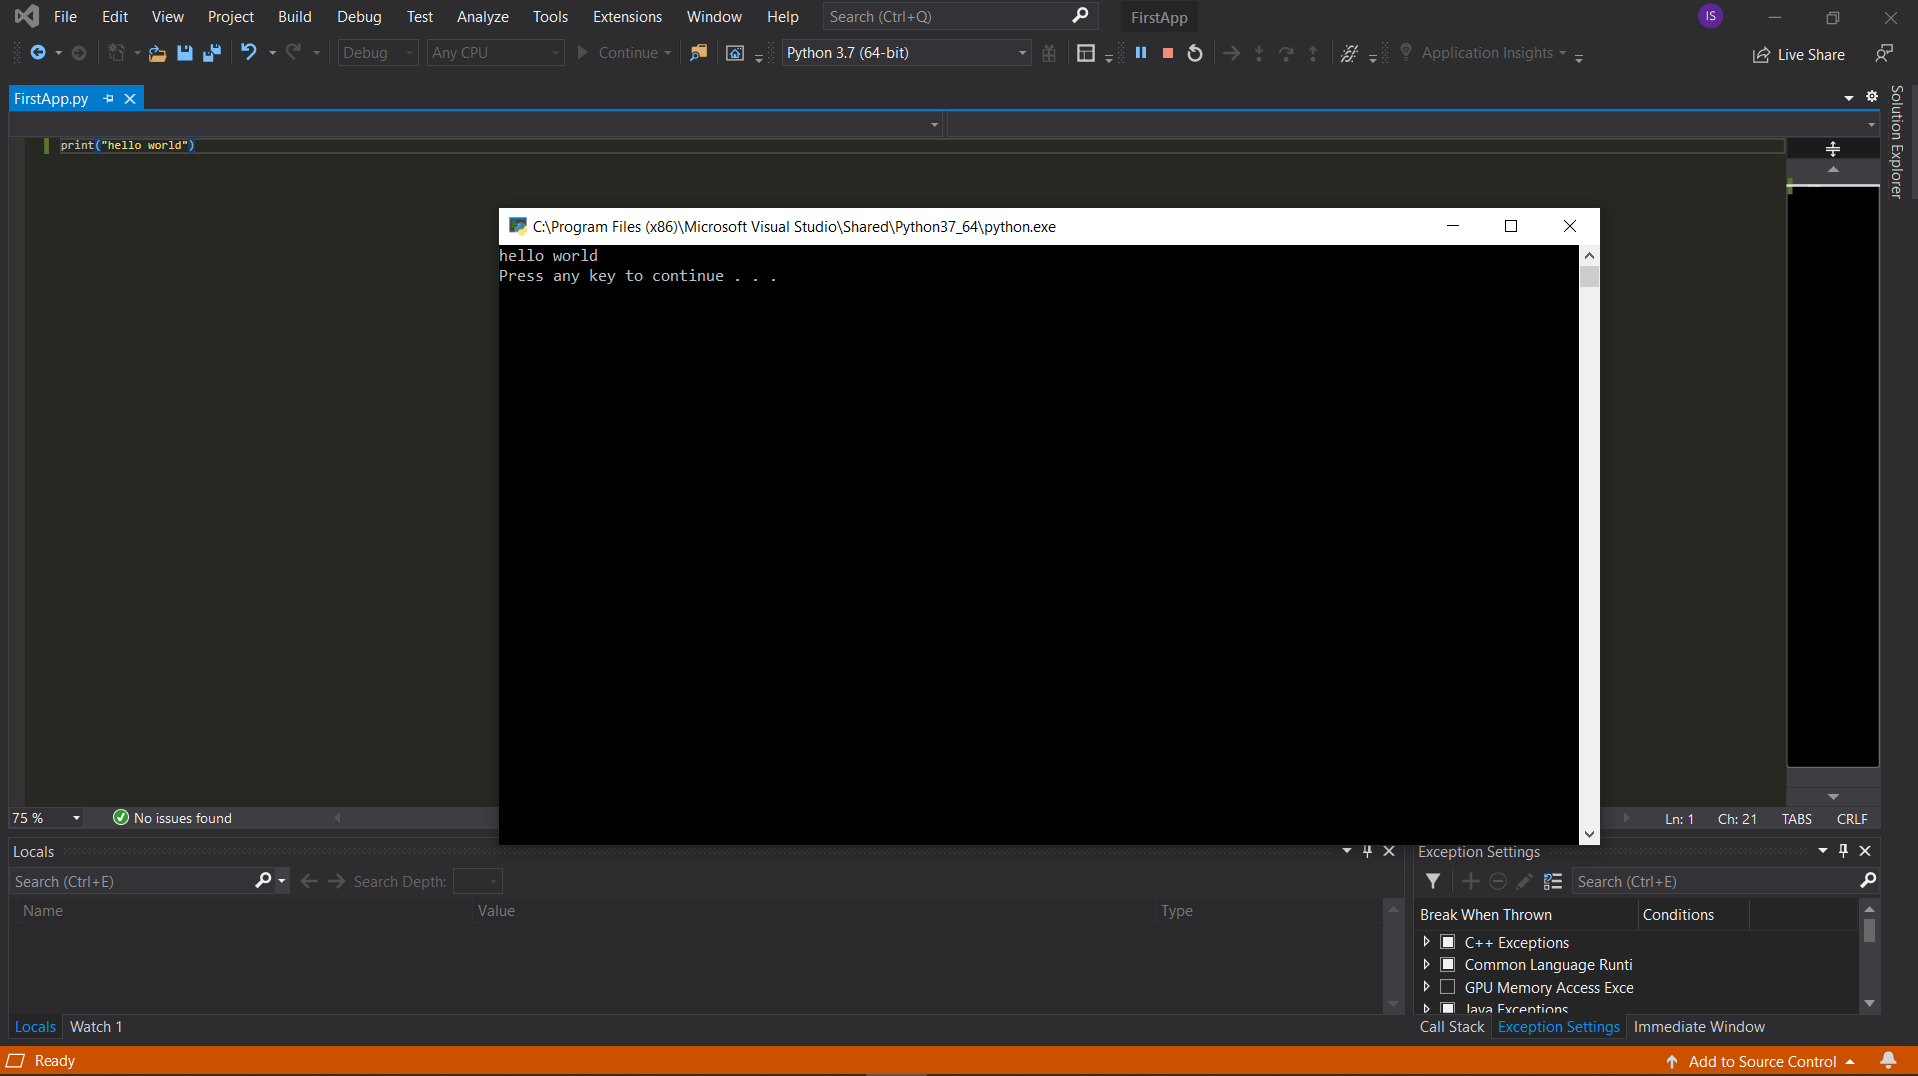 File Edit View Project Build Debug Test Analyze Tools Extensions Window Help Search (Ctrl+Q) FirstApp IS
Debug Any CPU Continue Python 3.7 (64-bit) Application Insights Live Share
FirstApp.py
Solution Explorer
print("hello world")
C:\Program Files (x86)\Microsoft Visual Studio\Shared\Python37_64\python.exe
hello world
Press any key to continue . . .
75 % No issues found Ln: 1 Ch: 21 TABS CRLF
Locals
Search (Ctrl+E) Search Depth:
Name Value Type
Locals Watch 1
Exception Settings
Search (Ctrl+E)
Break When Thrown Conditions
C++ Exceptions
Common Language Runti
GPU Memory Access Exce
Java Exceptions
Call Stack Exception Settings Immediate Window
Ready Add to Source Control